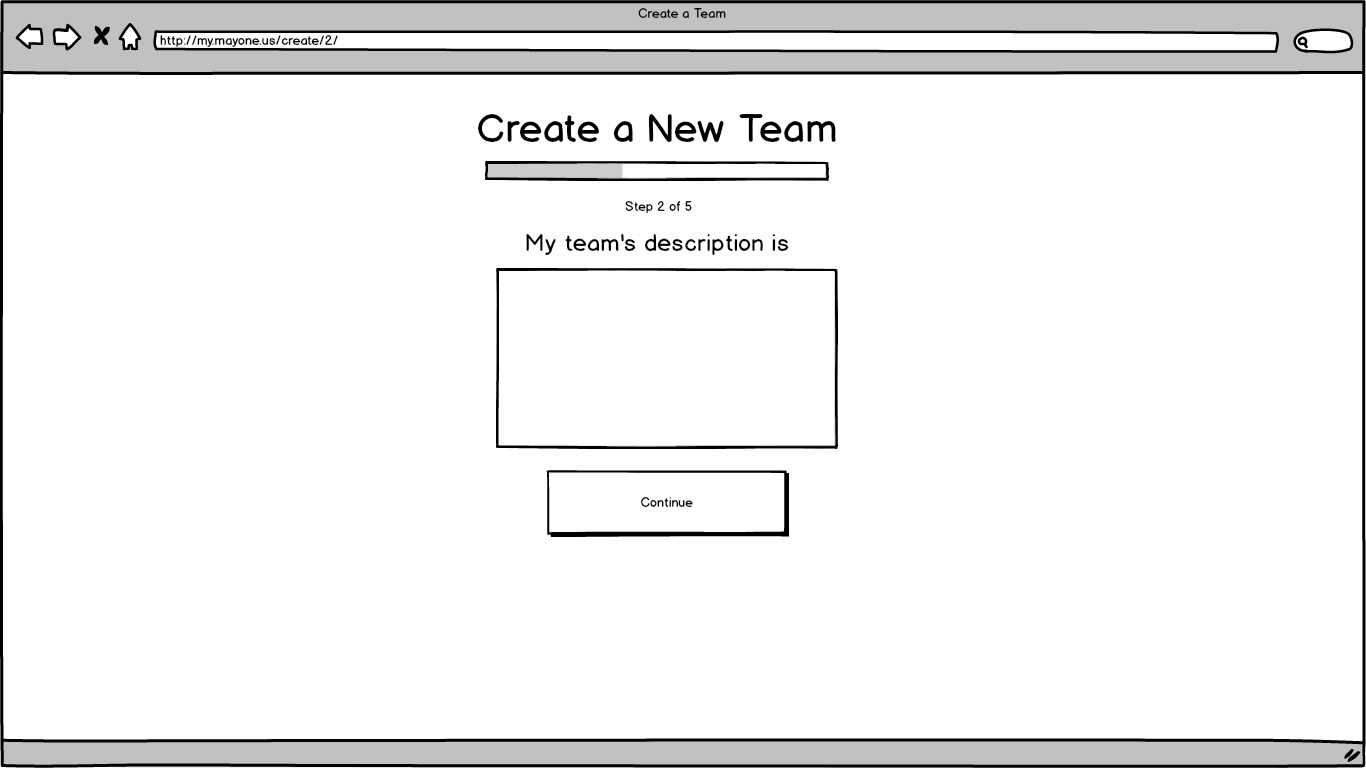 Create a Team
http://my.mayone.us/create/2/
Create a New Team
Step 2 of 5
My team's description is
Continue